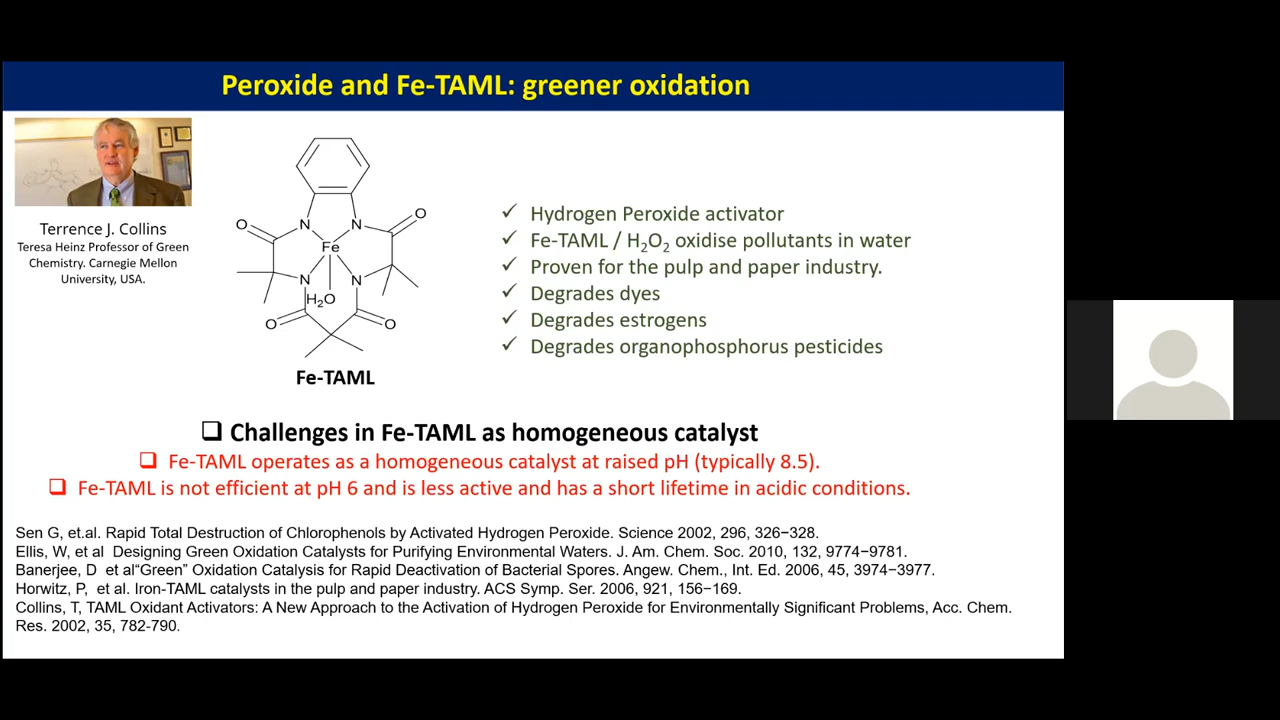 Peroxide and Fe-TAML: greener oxidation
Terrence J. Collins
Teresa Heinz Professor of Green
Chemistry. Carnegie Mellon
University, USA.
O
N
N
O
Fe
N
N
H₂O
O
O
Fe-TAML
✓ Hydrogen Peroxide activator
✓ Fe-TAML / H₂O₂ oxidise pollutants in water
✓ Proven for the pulp and paper industry.
✓ Degrades dyes
✓ Degrades estrogens
✓ Degrades organophosphorus pesticides
❑ Challenges in Fe-TAML as homogeneous catalyst
❑ Fe-TAML operates as a homogeneous catalyst at raised pH (typically 8.5).
❑ Fe-TAML is not efficient at pH 6 and is less active and has a short lifetime in acidic conditions.
Sen G, et.al. Rapid Total Destruction of Chlorophenols by Activated Hydrogen Peroxide. Science 2002, 296, 326−328.
Ellis, W, et al  Designing Green Oxidation Catalysts for Purifying Environmental Waters. J. Am. Chem. Soc. 2010, 132, 9774−9781.
Banerjee, D  et al“Green” Oxidation Catalysis for Rapid Deactivation of Bacterial Spores. Angew. Chem., Int. Ed. 2006, 45, 3974−3977.
Horwitz, P,  et al. Iron-TAML catalysts in the pulp and paper industry. ACS Symp. Ser. 2006, 921, 156−169.
Collins, T, TAML Oxidant Activators: A New Approach to the Activation of Hydrogen Peroxide for Environmentally Significant Problems, Acc. Chem.
Res. 2002, 35, 782-790.